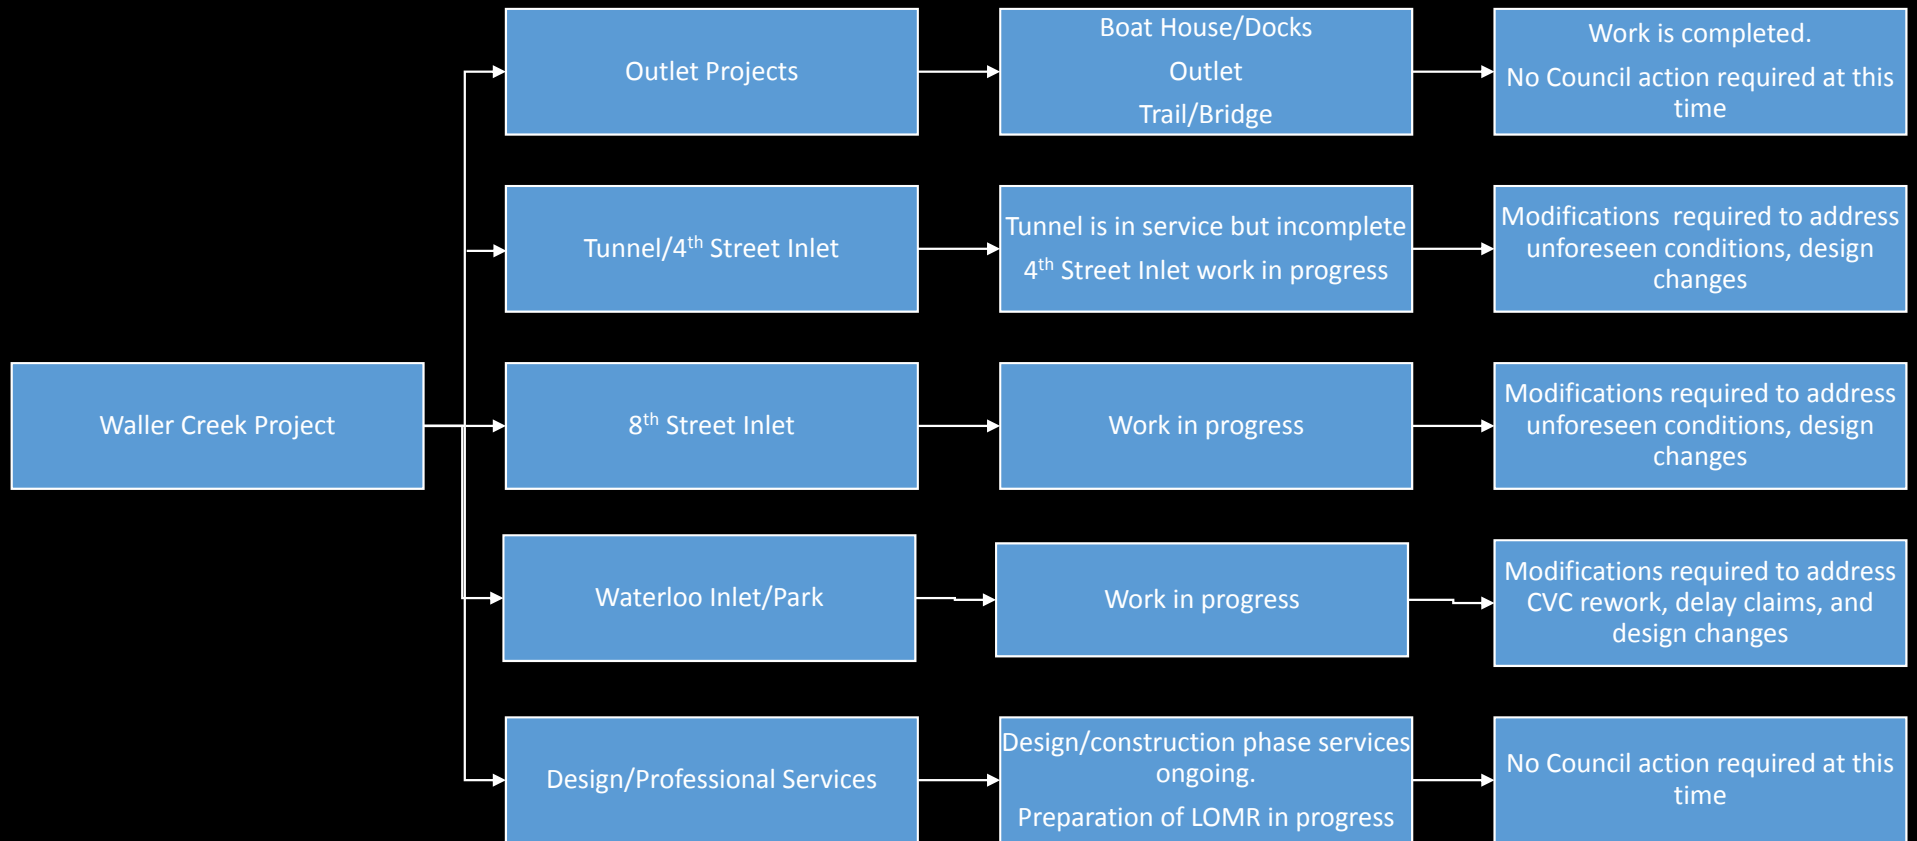 Outlet Projects
Boat House/Docks
Outlet
Trail/Bridge
Work is completed.
No Council action required at this
time
Tunnel/4th Street Inlet
Tunnel is in service but incomplete
4th Street Inlet work in progress
Modifications required to address
unforeseen conditions, design
changes
Waller Creek Project
8th Street Inlet
Work in progress
Modifications required to address
unforeseen conditions, design
changes
Waterloo Inlet/Park
Work in progress
Modifications required to address
CVC rework, delay claims, and
design changes
Design/Professional Services
Design/construction phase services
ongoing.
Preparation of LOMR in progress
No Council action required at this
time